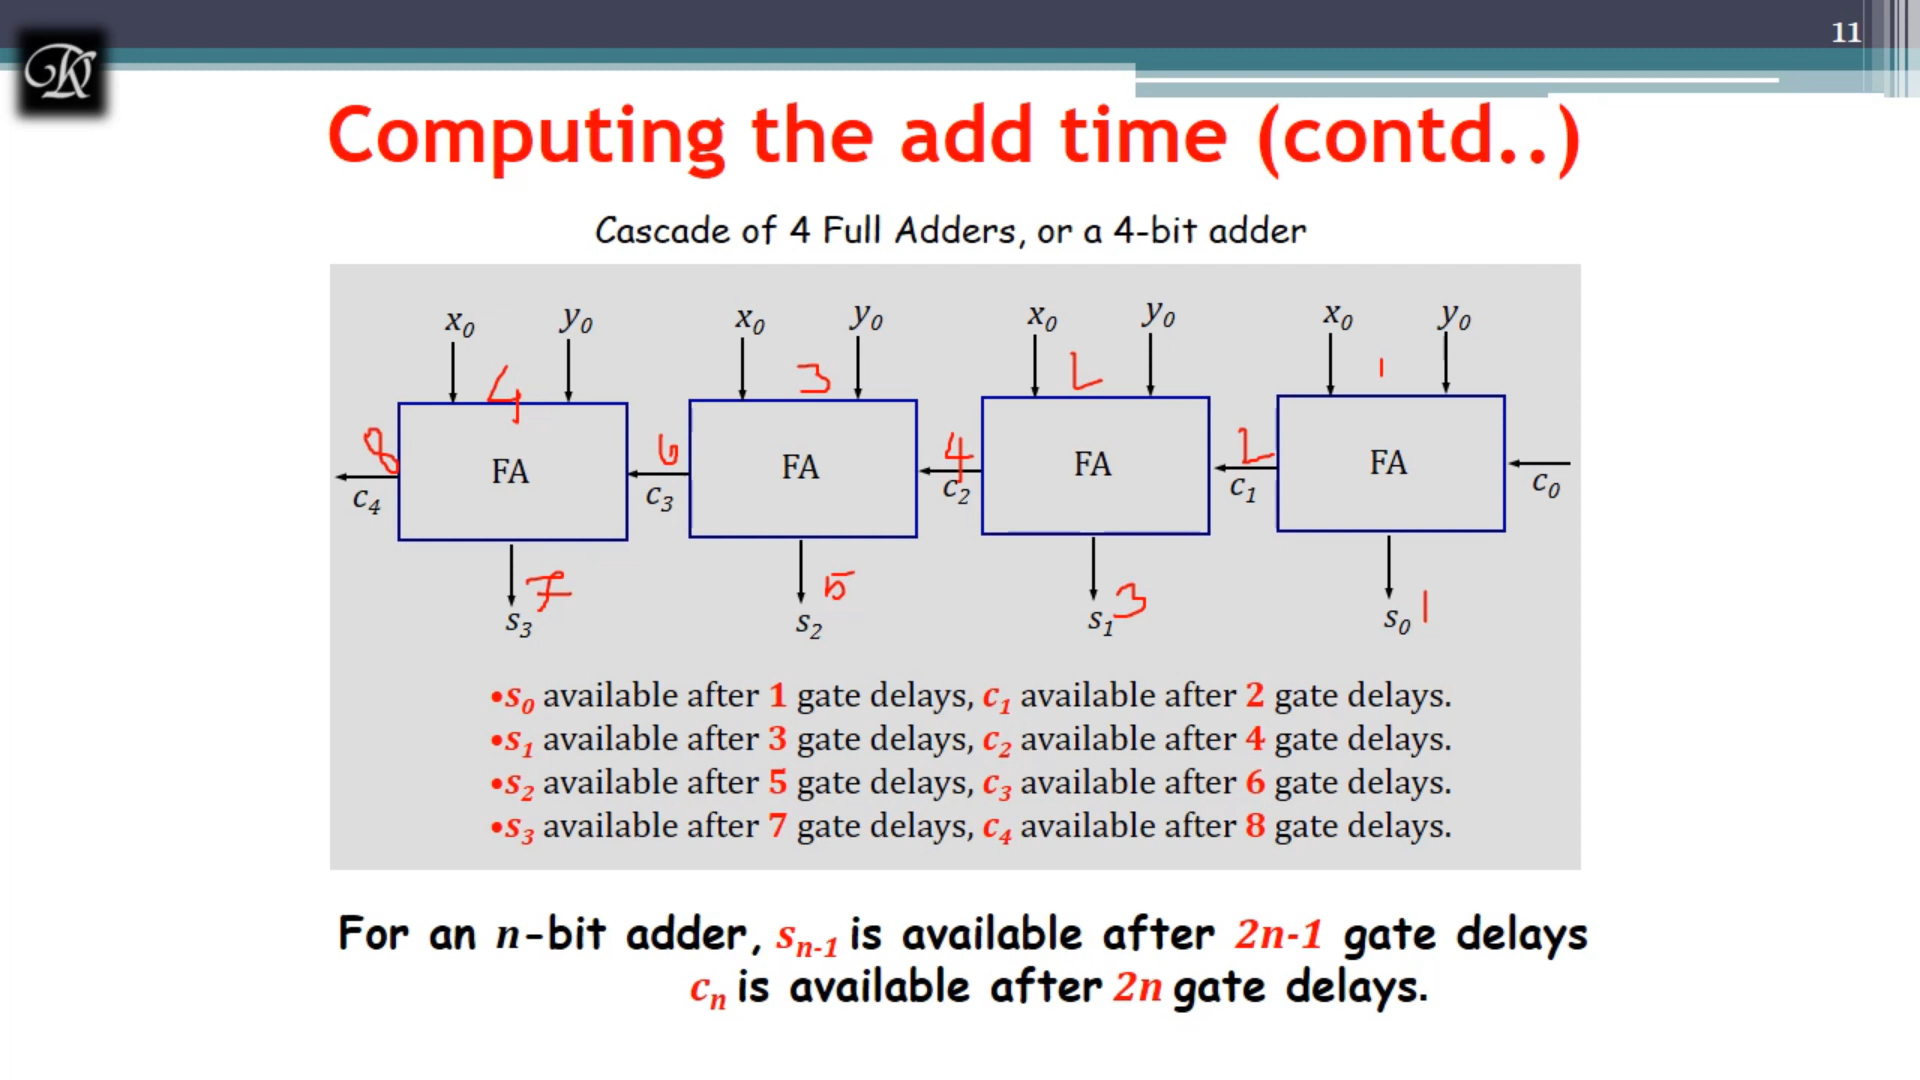 11
DK
Computing the add time (contd..)
Cascade of 4 Full Adders, or a 4-bit adder
x0 y0 x0 y0 x0 y0 x0 y0
4 3 2 1
8 FA 6 FA 4 FA 2 FA
c4 c3 c2 c1 c0
7 5 3 1
s3 s2 s1 s0
•s0 available after 1 gate delays, c1 available after 2 gate delays.
•s1 available after 3 gate delays, c2 available after 4 gate delays.
•s2 available after 5 gate delays, c3 available after 6 gate delays.
•s3 available after 7 gate delays, c4 available after 8 gate delays.
For an n-bit adder, sn-1 is available after 2n-1 gate delays
cn is available after 2n gate delays.